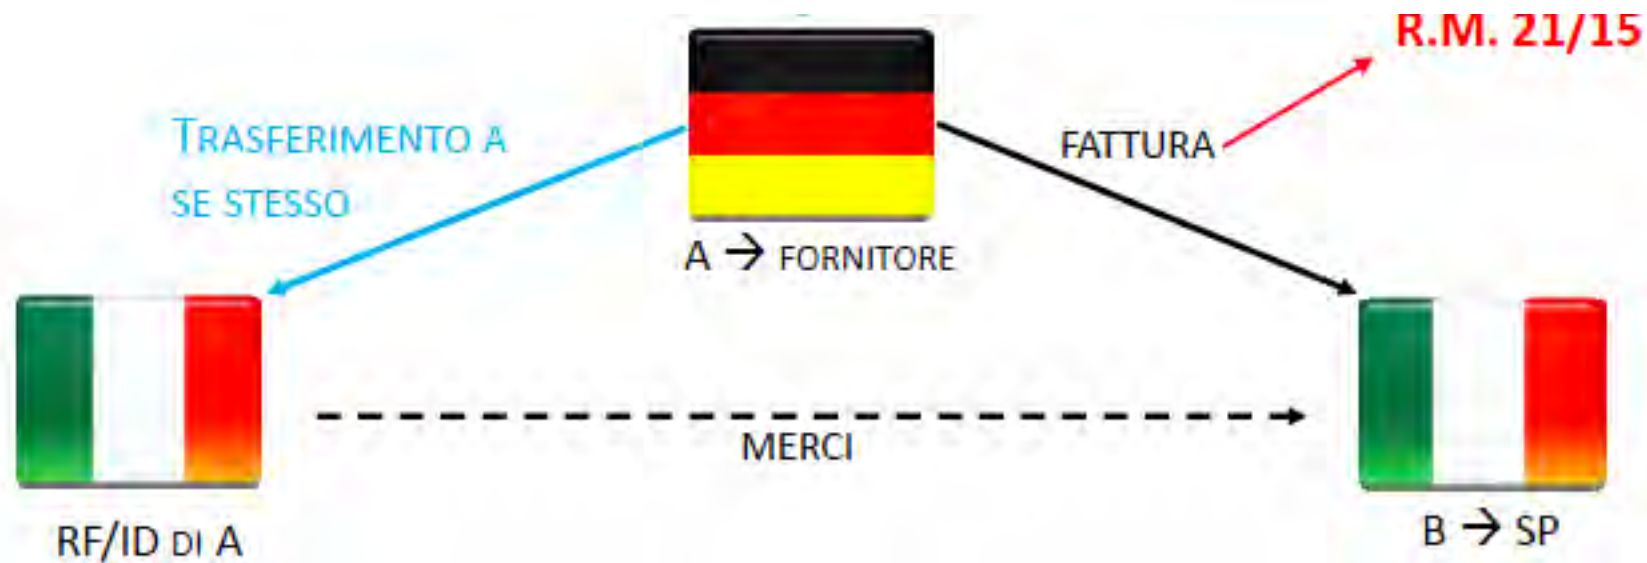 R.M. 21/15
TRASFERIMENTO A
SE STESSO
FATTURA
A → FORNITORE
MERCI
RF/ID DI A
B → SP